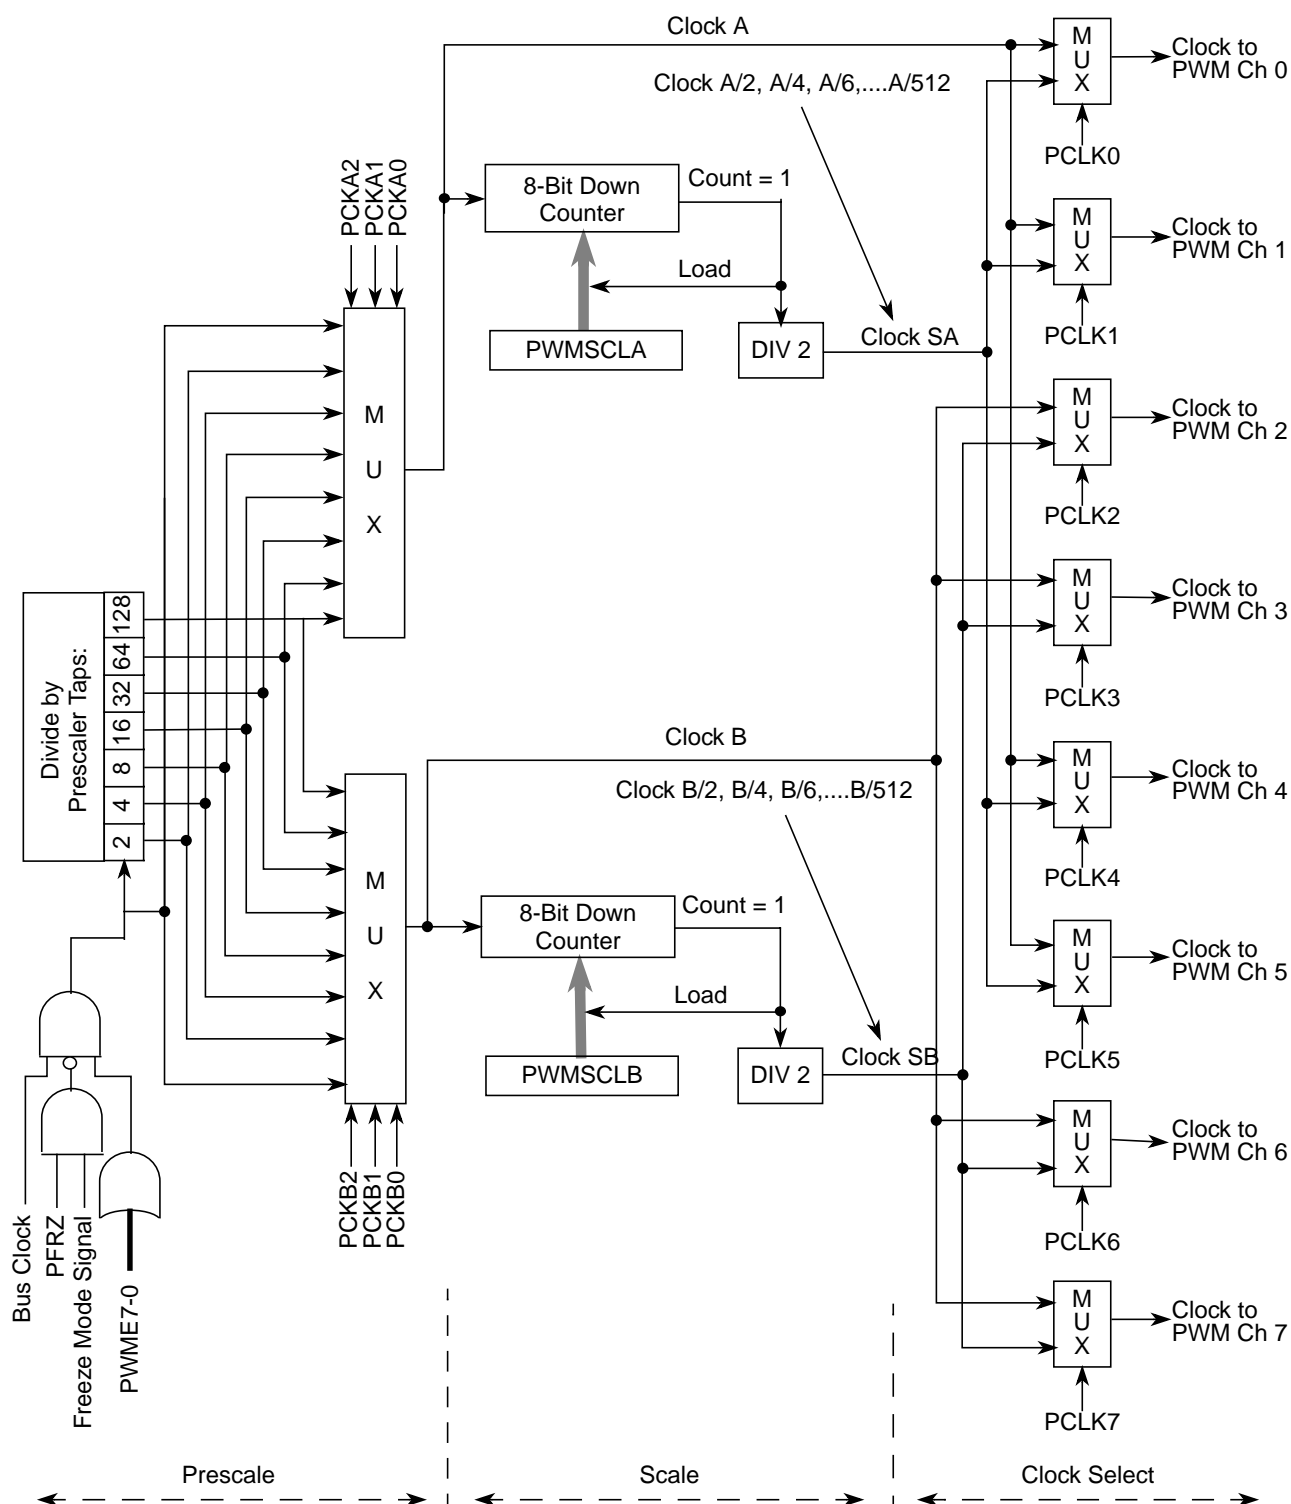 Clock A
Clock A/2, A/4, A/6,....A/512
M
U
X
Clock to
PWM Ch 0
PCLK0
PCKA2
PCKA1
PCKA0
8-Bit Down
Counter
Count = 1
Load
PWMSCLA
DIV 2
Clock SA
M
U
X
Clock to
PWM Ch 1
PCLK1
M
U
X
M
U
X
Clock to
PWM Ch 2
PCLK2
M
U
X
Clock to
PWM Ch 3
PCLK3
Divide by
Prescaler Taps:
128
64
32
16
8
4
2
Clock B
Clock B/2, B/4, B/6,....B/512
M
U
X
Clock to
PWM Ch 4
PCLK4
M
U
X
8-Bit Down
Counter
Count = 1
Load
PWMSCLB
DIV 2
Clock SB
M
U
X
Clock to
PWM Ch 5
PCLK5
PCKB2
PCKB1
PCKB0
M
U
X
Clock to
PWM Ch 6
PCLK6
Bus Clock
PFRZ
Freeze Mode Signal
PWME7-0
M
U
X
Clock to
PWM Ch 7
PCLK7
Prescale
Scale
Clock Select